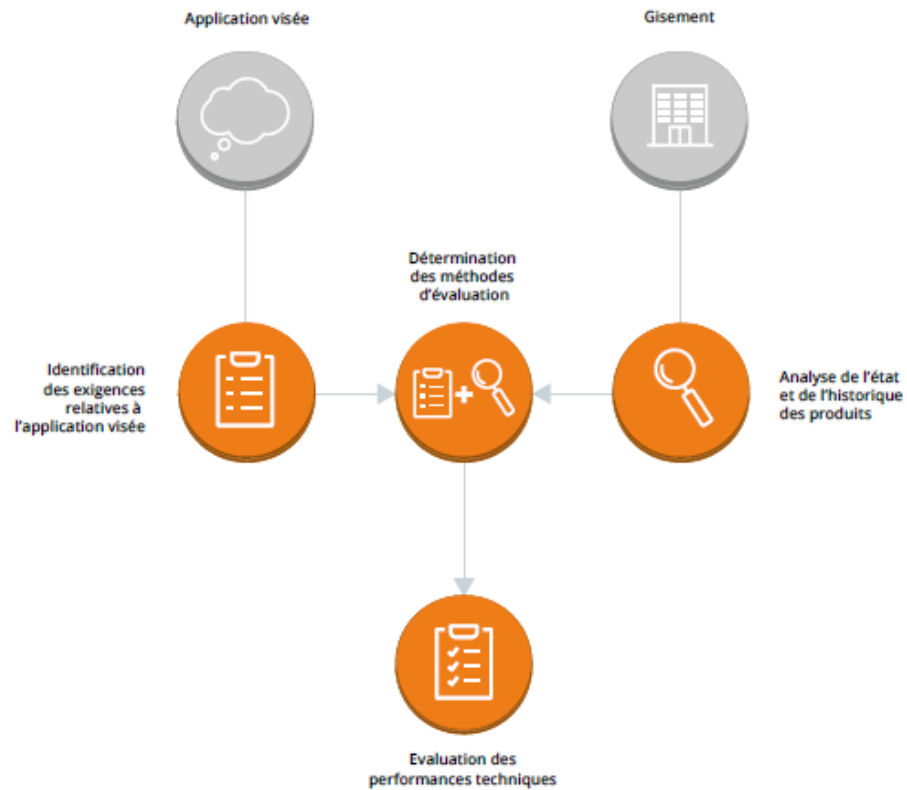 Application visée
Gisement
Détermination
des méthodes
d'évaluation
Identification
des exigences
relatives à
l'application visée
Analyse de l'état
et de l'historique
des produits
Evaluation des
performances techniques